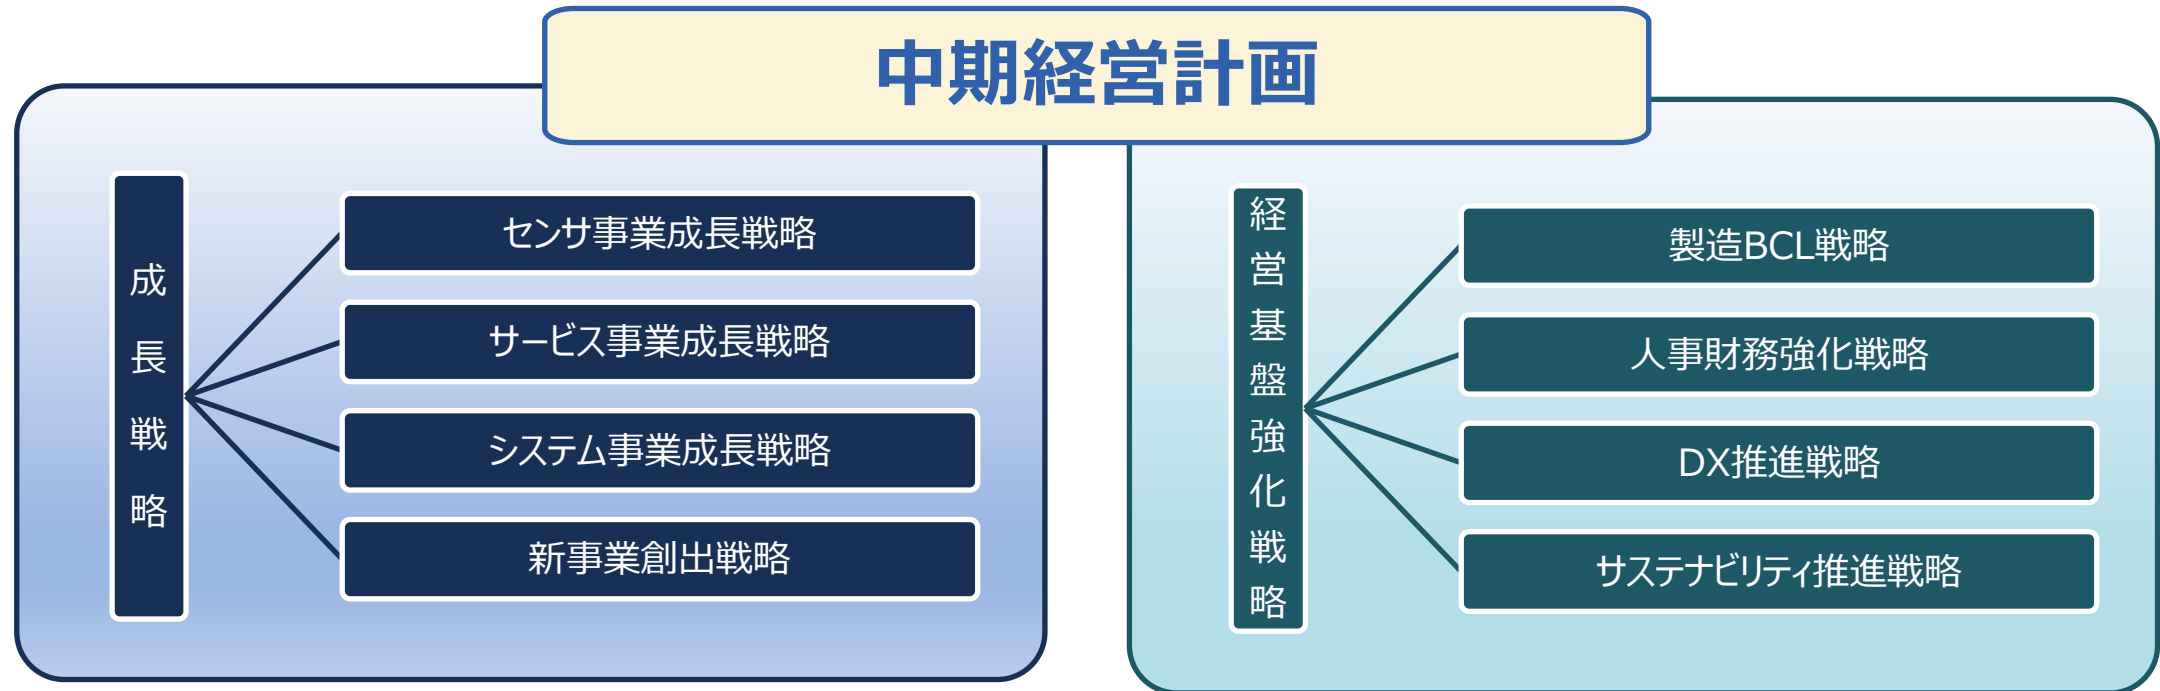 中期経営計画
成長戦略
センサ事業成長戦略
サービス事業成長戦略
システム事業成長戦略
新事業創出戦略
経営基盤強化戦略
製造BCL戦略
人事財務強化戦略
DX推進戦略
サステナビリティ推進戦略